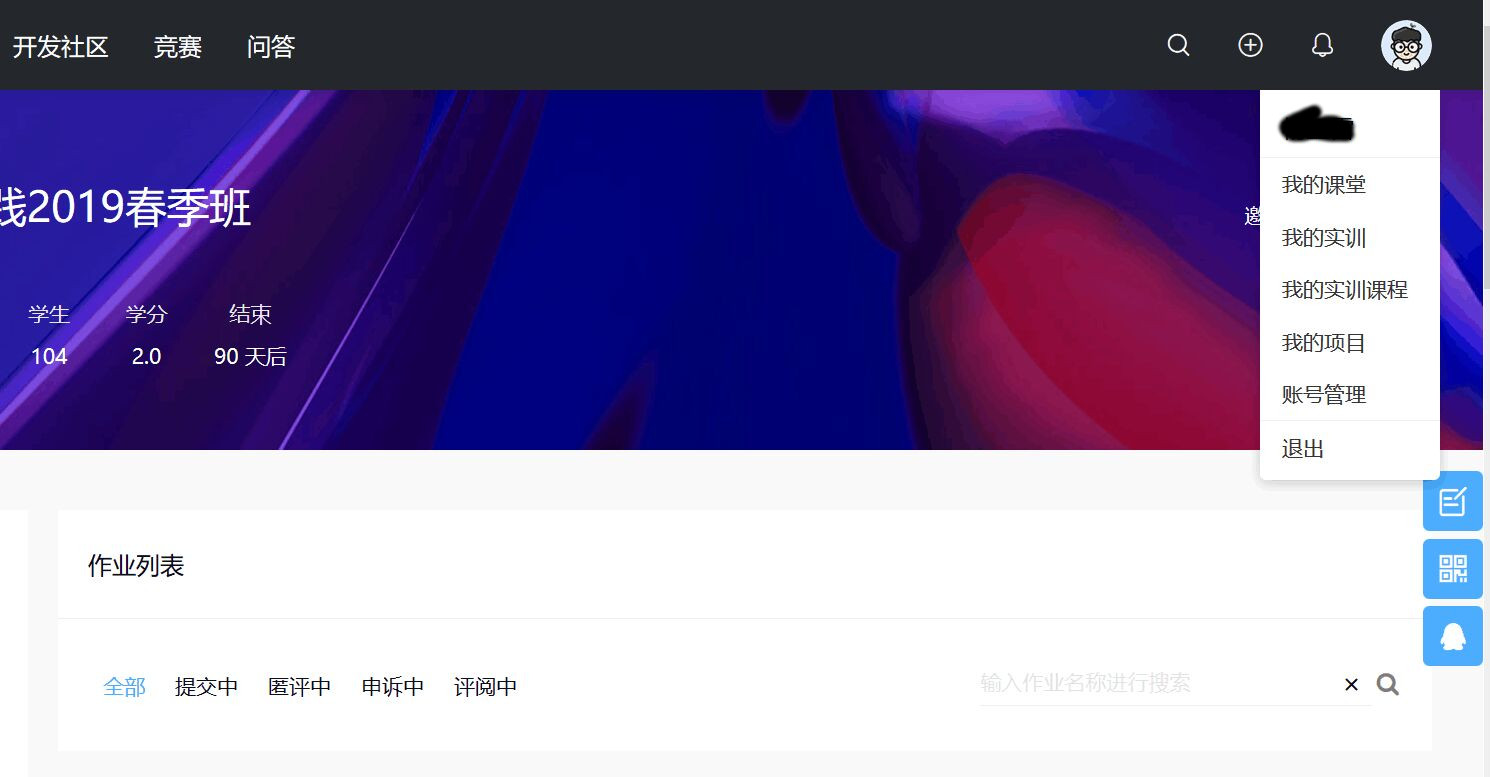 开发社区 竞赛 问答
践2019春季班
学生 学分 结束
104 2.0 90 天后
邀
我的课堂
我的实训
我的实训课程
我的项目
账号管理
退出
作业列表
全部 提交中 匿评中 申诉中 评阅中
输入作业名称进行搜索